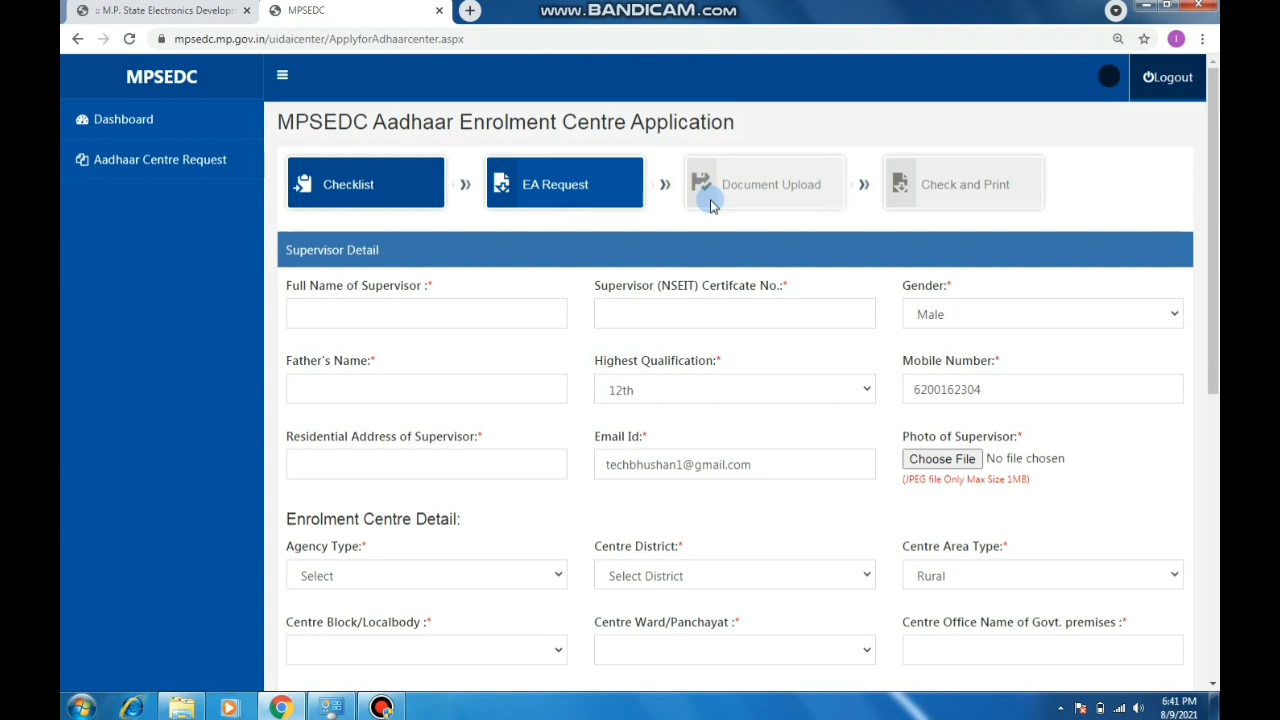 :: M.P. State Electronics Developn
MPSEDC
www.BANDICAM.com
mpsedc.mp.gov.in/uidaicenter/ApplyforAdhaarcenter.aspx
MPSEDC
Logout
Dashboard
Aadhaar Centre Request
MPSEDC Aadhaar Enrolment Centre Application
Checklist
EA Request
Document Upload
Check and Print
Supervisor Detail
Full Name of Supervisor :*
Supervisor (NSEIT) Certifcate No.:*
Gender:*
Male
Father's Name:*
Highest Qualification:*
Mobile Number:*
12th
6200162304
Residential Address of Supervisor:*
Email Id:*
Photo of Supervisor:*
techbhushan1@gmail.com
Choose File No file chosen
(JPEG file Only Max Size 1MB)
Enrolment Centre Detail:
Agency Type:*
Centre District:*
Centre Area Type:*
Select
Select District
Rural
Centre Block/Localbody :*
Centre Ward/Panchayat :*
Centre Office Name of Govt. premises :*
6:41 PM
8/9/2021